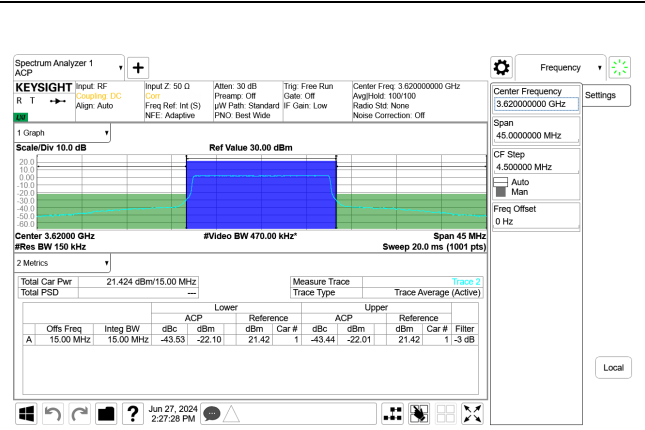 Spectrum Analyzer 1
ACP
+
Frequency
KEYSIGHT
R T
LXI
Input: RF
Coupling: DC
Align: Auto
Input Z: 50 Ω
Corr:
Freq Ref: Int (S)
NFE: Adaptive
Atten: 30 dB
Preamp: Off
µW Path: Standard
PNO: Best Wide
Trig: Free Run
Gate: Off
IF Gain: Low
Center Freq: 3.620000000 GHz
Avg|Hold: 100/100
Radio Std: None
Noise Correction: Off
Center Frequency
3.620000000 GHz
Settings
Span
45.0000000 MHz
CF Step
4.500000 MHz
Auto
Man
Freq Offset
0 Hz
1 Graph
Scale/Div 10.0 dB
Ref Value 30.00 dBm
20.0
10.0
0.00
-10.0
-20.0
-30.0
-40.0
-50.0
-60.0
Center 3.62000 GHz
#Video BW 470.00 kHz*
Span 45 MHz
#Res BW 150 kHz
Sweep 20.0 ms (1001 pts)
2 Metrics
Total Car Pwr 21.424 dBm/15.00 MHz Measure Trace Trace 2
Total PSD --- Trace Type Trace Average (Active)
Lower Upper
ACP Reference ACP Reference
Offs Freq Integ BW dBc dBm dBm Car # dBc dBm dBm Car # Filter
A 15.00 MHz 15.00 MHz -43.53 -22.10 21.42 1 -43.44 -22.01 21.42 1 -3 dB
Local
?
Jun 27, 2024
2:27:28 PM